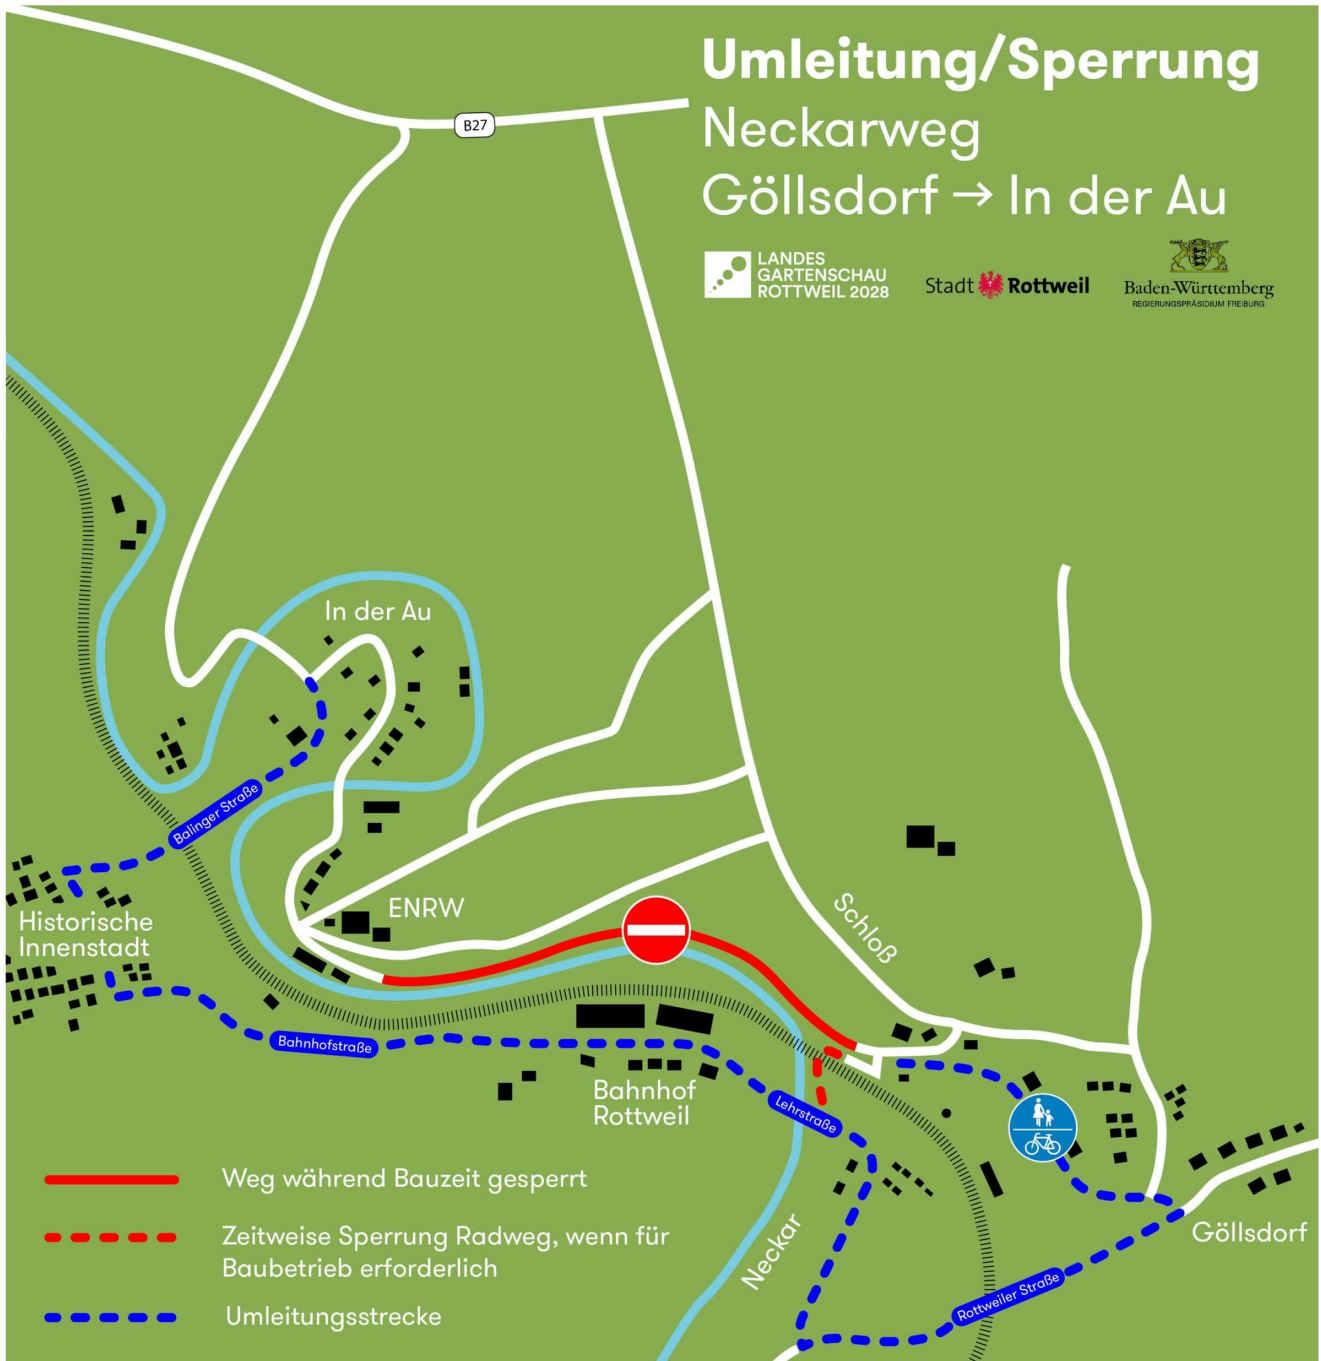 Umleitung/Sperrung
Neckarweg
Göllsdorf → In der Au
LANDES
GARTENSCHAU
ROTTWEIL 2028
Stadt Rottweil
Baden-Württemberg
REGIERUNGSPRÄSIDIUM FREIBURG
B27
In der Au
Balinger Straße
ENRW
Schloß
Historische
Innenstadt
Bahnhofstraße
Bahnhof
Rottweil
Lehrstraße
Neckar
Göllsdorf
Rottweiler Straße
Weg während Bauzeit gesperrt
Zeitweise Sperrung Radweg, wenn für
Baubetrieb erforderlich
Umleitungsstrecke